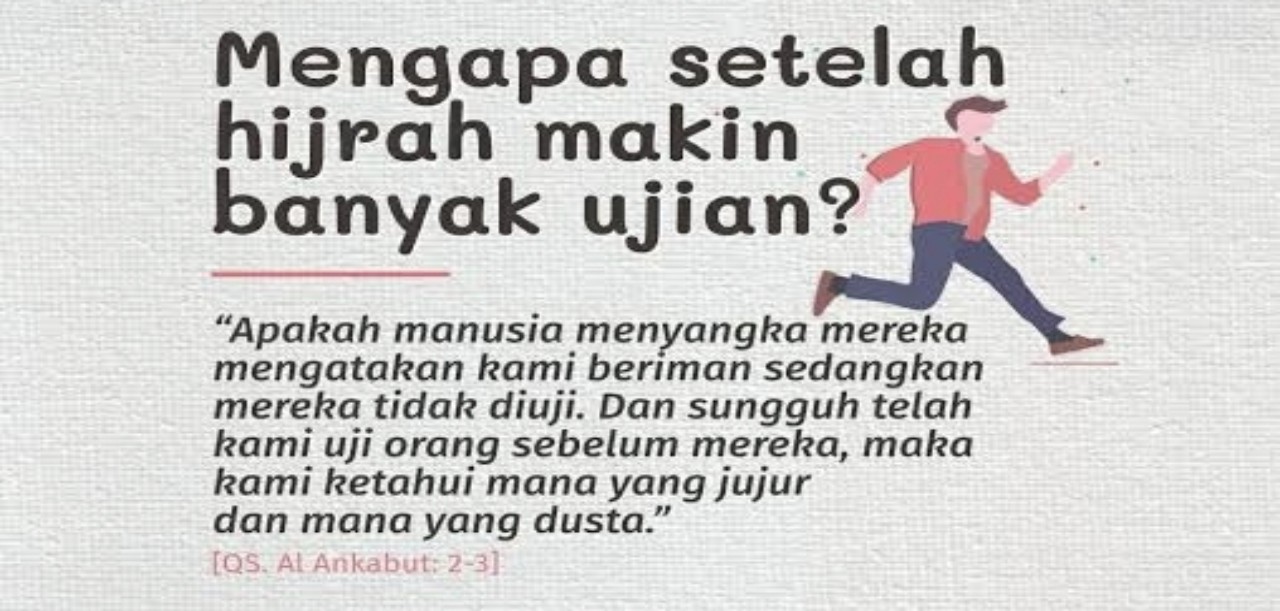 Mengapa setelah
hijrah makin
banyak ujian?
“Apakah manusia menyangka mereka
mengatakan kami beriman sedangkan
mereka tidak diuji. Dan sungguh telah
kami uji orang sebelum mereka, maka
kami ketahui mana yang jujur
dan mana yang dusta.”
[QS. Al Ankabut: 2-3]